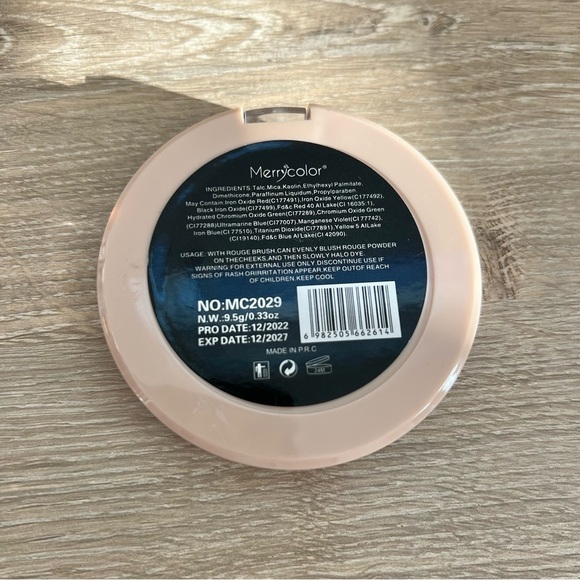 Merrycolor®
INGREDIENTS:Talc,Mica,Kaolin,Ethylhexyl Palmitate,
Dimethicone,Paraffinum Liquidum,Propylparaben.
May Contain:Iron Oxide Red(C177491),Iron Oxide Yellow(C177492),
Black Iron Oxide(CI77499),Fd&c Red 40 Al Lake(CI 16035:1),
Hydrated Chromium Oxide Green(CI77289),Chromium Oxide Green
(CI77288)Ultramarine Blue(CI77007),Manganese Violet(CI 77742),
Iron Blue(CI 77510),Titanium Dioxide(CI77891),Yellow 5 AlLake
(CI19140),Fd&c Blue Al Lake(CI 42090).
USAGE: WITH ROUGE BRUSH,CAN EVENLY BLUSH ROUGE POWDER
ON THECHEEKS,AND THEN SLOWLY HALO DYE.
WARNING:FOR EXTERNAL USE ONLY. DISCONTINUE USE IF
SIGNS OF RASH ORIRRITATION APPEAR.KEEP OUTOF REACH
OF CHILDREN.KEEP COOL
NO:MC2029
N.W.:9.5g/0.33oz
PRO DATE:12/2022
EXP DATE:12/2027
6 982505 662614
MADE IN P.R.C
24M